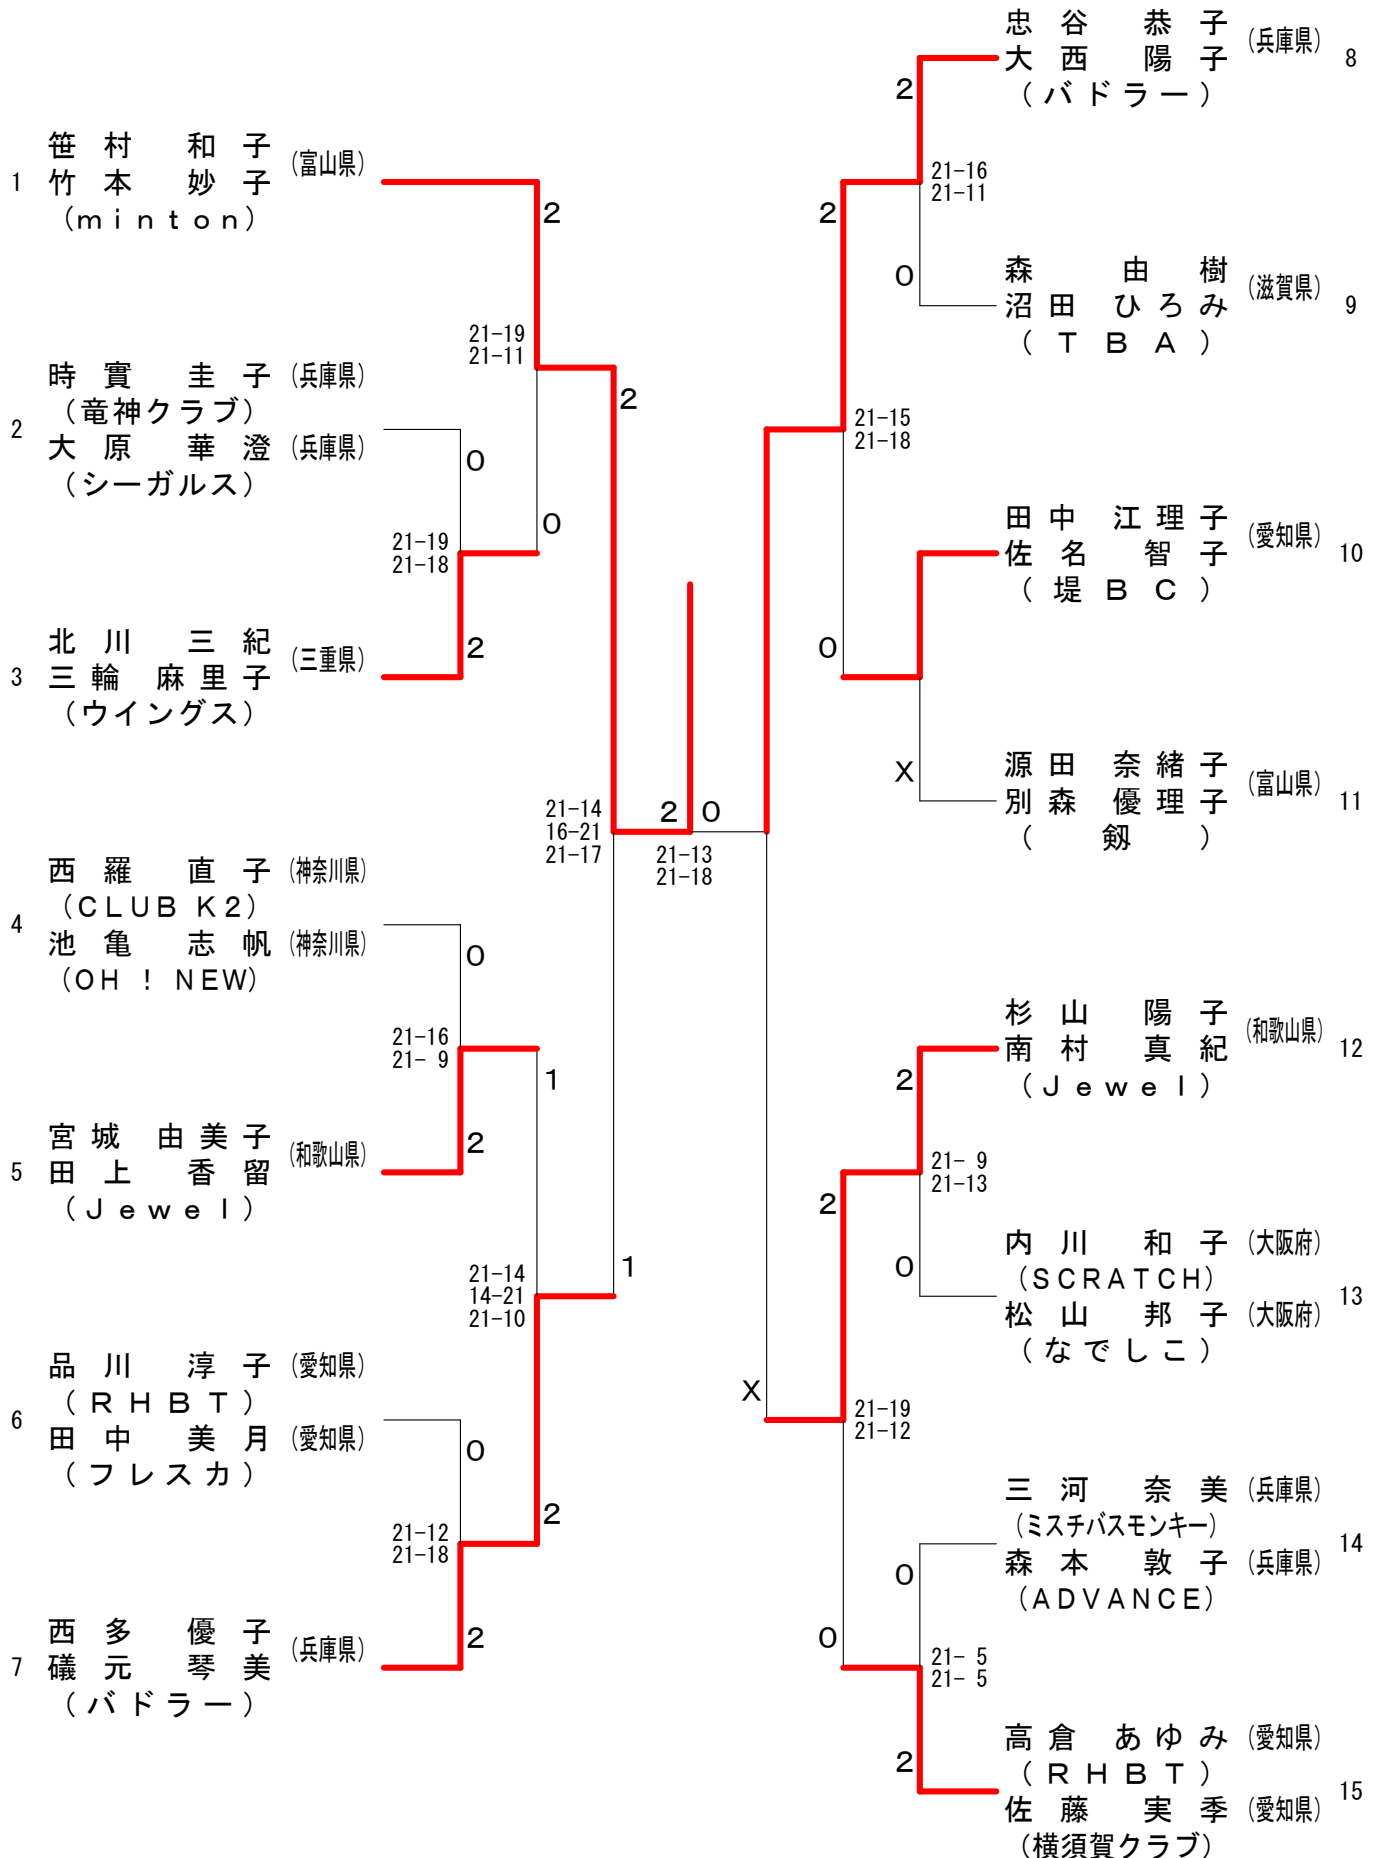 1
笹村 和子 (富山県)
竹本 妙子
(minton)
2
時實 圭子 (兵庫県)
(竜神クラブ)
大原 華澄 (兵庫県)
(シーガルス)
3
北川 三紀 (三重県)
三輪 麻里子
(ウイングス)
4
西羅 直子 (神奈川県)
(CLUB K2)
池亀 志帆 (神奈川県)
(OH ! NEW)
5
宮城 由美子 (和歌山県)
田上 香留
(Jewel)
6
品川 淳子 (愛知県)
(RHBT)
田中 美月 (愛知県)
(フレスカ)
7
西多 優子 (兵庫県)
礒元 琴美
(バドラー)
2
21-19
21-11
0
0
21-19
21-18
2
2
21-14
16-21
21-17
1
0
21-16
21- 9
2
1
21-14
14-21
21-10
2
0
21-12
21-18
2
2 0
21-13
21-18
2
21-16
21-11
0
2
21-15
21-18
0
X
X
2
21- 9
21-13
0
2
21-19
21-12
0
0
21- 5
21- 5
2
忠谷 恭子 (兵庫県)
大西 陽子
(バドラー)
8
森 由樹 (滋賀県)
沼田 ひろみ
(TBA)
9
田中 江理子 (愛知県)
佐名 智子
(堤BC)
10
源田 奈緒子 (富山県)
別森 優理子
(剱)
11
杉山 陽子 (和歌山県)
南村 真紀
(Jewel)
12
内川 和子 (大阪府)
(SCRATCH)
松山 邦子 (大阪府)
(なでしこ)
13
三河 奈美 (兵庫県)
(ミスチバスモンキー)
森本 敦子 (兵庫県)
(ADVANCE)
14
高倉 あゆみ (愛知県)
(RHBT)
佐藤 実季 (愛知県)
(横須賀クラブ)
15